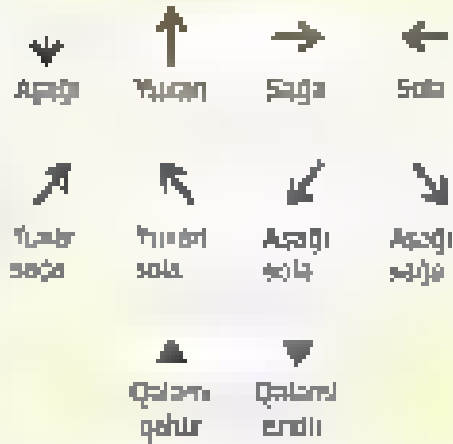 Aşağı Yuxarı Sağa Sola
Yuxarı Yuxarı Aşağı Aşağı
sağa sola sola sağa
Qələmi Qələmi
qaldır endir